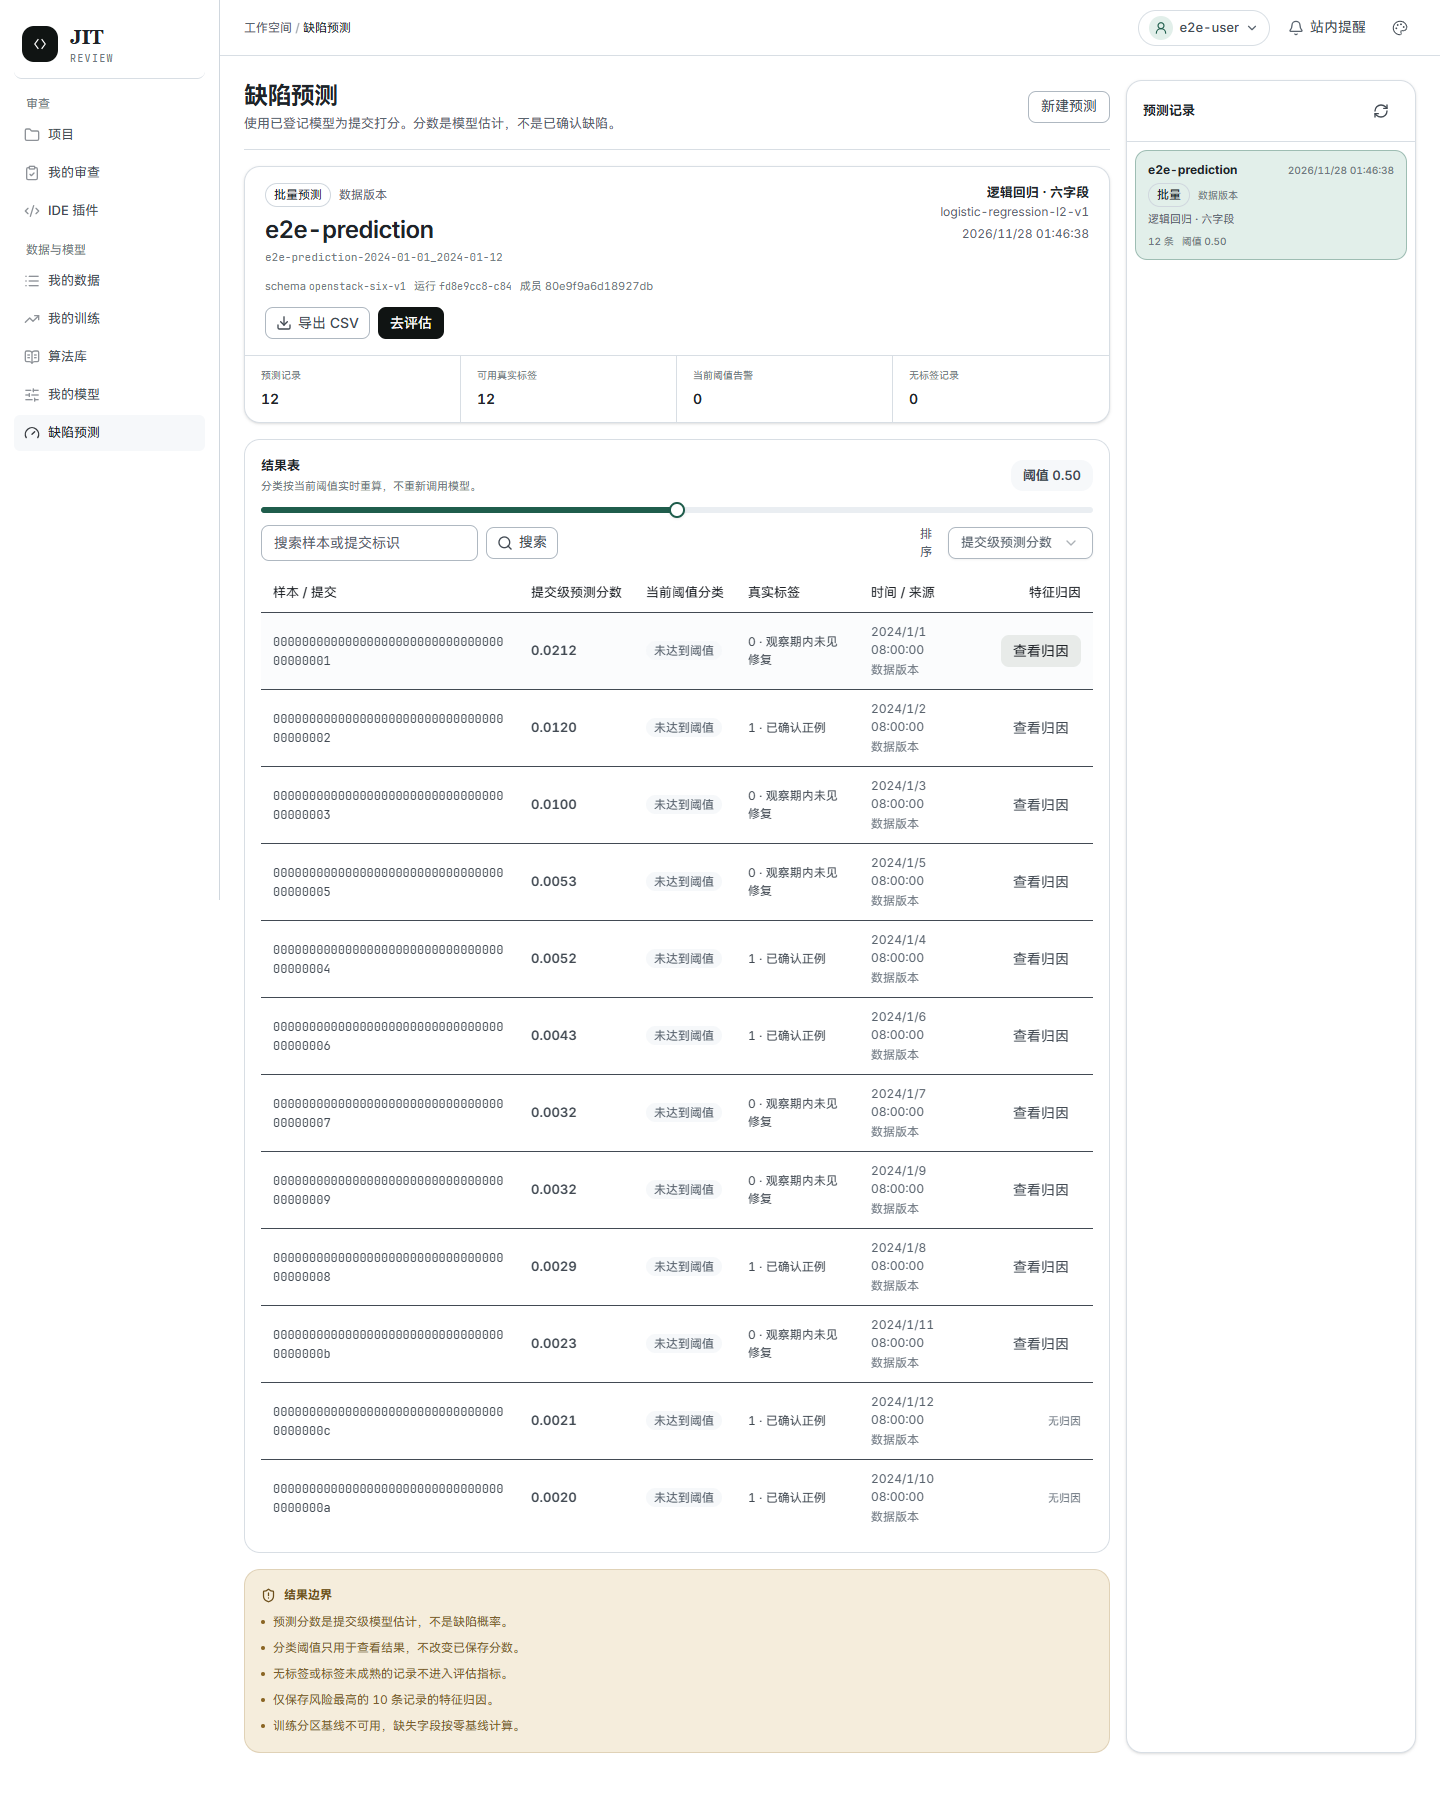 JIT
REVIEW
审查
项目
我的审查
IDE 插件
数据与模型
我的数据
我的训练
算法库
我的模型
缺陷预测
工作空间 / 缺陷预测
e2e-user
站内提醒
缺陷预测
使用已登记模型为提交打分。分数是模型估计，不是已确认缺陷。
新建预测
批量预测 数据版本
e2e-prediction
e2e-prediction-2024-01-01_2024-01-12
schema openstack-six-v1 运行 fd8e9cc8-c84 成员 80e9f9a6d18927db
逻辑回归 · 六字段
logistic-regression-l2-v1
2026/11/28 01:46:38
导出 CSV
去评估
预测记录
12
可用真实标签
12
当前阈值告警
0
无标签记录
0
结果表
分类按当前阈值实时重算，不重新调用模型。
阈值 0.50
搜索样本或提交标识
搜索
排
序
提交级预测分数
样本 / 提交 提交级预测分数 当前阈值分类 真实标签 时间 / 来源 特征归因
00000000000000000000000000000000
00000001
0.0212
未达到阈值
0 · 观察期内未见
修复
2024/1/1
08:00:00
数据版本
查看归因
00000000000000000000000000000000
00000002
0.0120
未达到阈值
1 · 已确认正例
2024/1/2
08:00:00
数据版本
查看归因
00000000000000000000000000000000
00000003
0.0100
未达到阈值
0 · 观察期内未见
修复
2024/1/3
08:00:00
数据版本
查看归因
00000000000000000000000000000000
00000005
0.0053
未达到阈值
0 · 观察期内未见
修复
2024/1/5
08:00:00
数据版本
查看归因
00000000000000000000000000000000
00000004
0.0052
未达到阈值
1 · 已确认正例
2024/1/4
08:00:00
数据版本
查看归因
00000000000000000000000000000000
00000006
0.0043
未达到阈值
1 · 已确认正例
2024/1/6
08:00:00
数据版本
查看归因
00000000000000000000000000000000
00000007
0.0032
未达到阈值
0 · 观察期内未见
修复
2024/1/7
08:00:00
数据版本
查看归因
00000000000000000000000000000000
00000009
0.0032
未达到阈值
0 · 观察期内未见
修复
2024/1/9
08:00:00
数据版本
查看归因
00000000000000000000000000000000
00000008
0.0029
未达到阈值
1 · 已确认正例
2024/1/8
08:00:00
数据版本
查看归因
00000000000000000000000000000000
0000000b
0.0023
未达到阈值
0 · 观察期内未见
修复
2024/1/11
08:00:00
数据版本
查看归因
00000000000000000000000000000000
0000000c
0.0021
未达到阈值
1 · 已确认正例
2024/1/12
08:00:00
数据版本
无归因
00000000000000000000000000000000
0000000a
0.0020
未达到阈值
1 · 已确认正例
2024/1/10
08:00:00
数据版本
无归因
结果边界
预测分数是提交级模型估计，不是缺陷概率。
分类阈值只用于查看结果，不改变已保存分数。
无标签或标签未成熟的记录不进入评估指标。
仅保存风险最高的 10 条记录的特征归因。
训练分区基线不可用，缺失字段按零基线计算。
预测记录
e2e-prediction 2026/11/28 01:46:38
批量 数据版本
逻辑回归 · 六字段
12 条 阈值 0.50